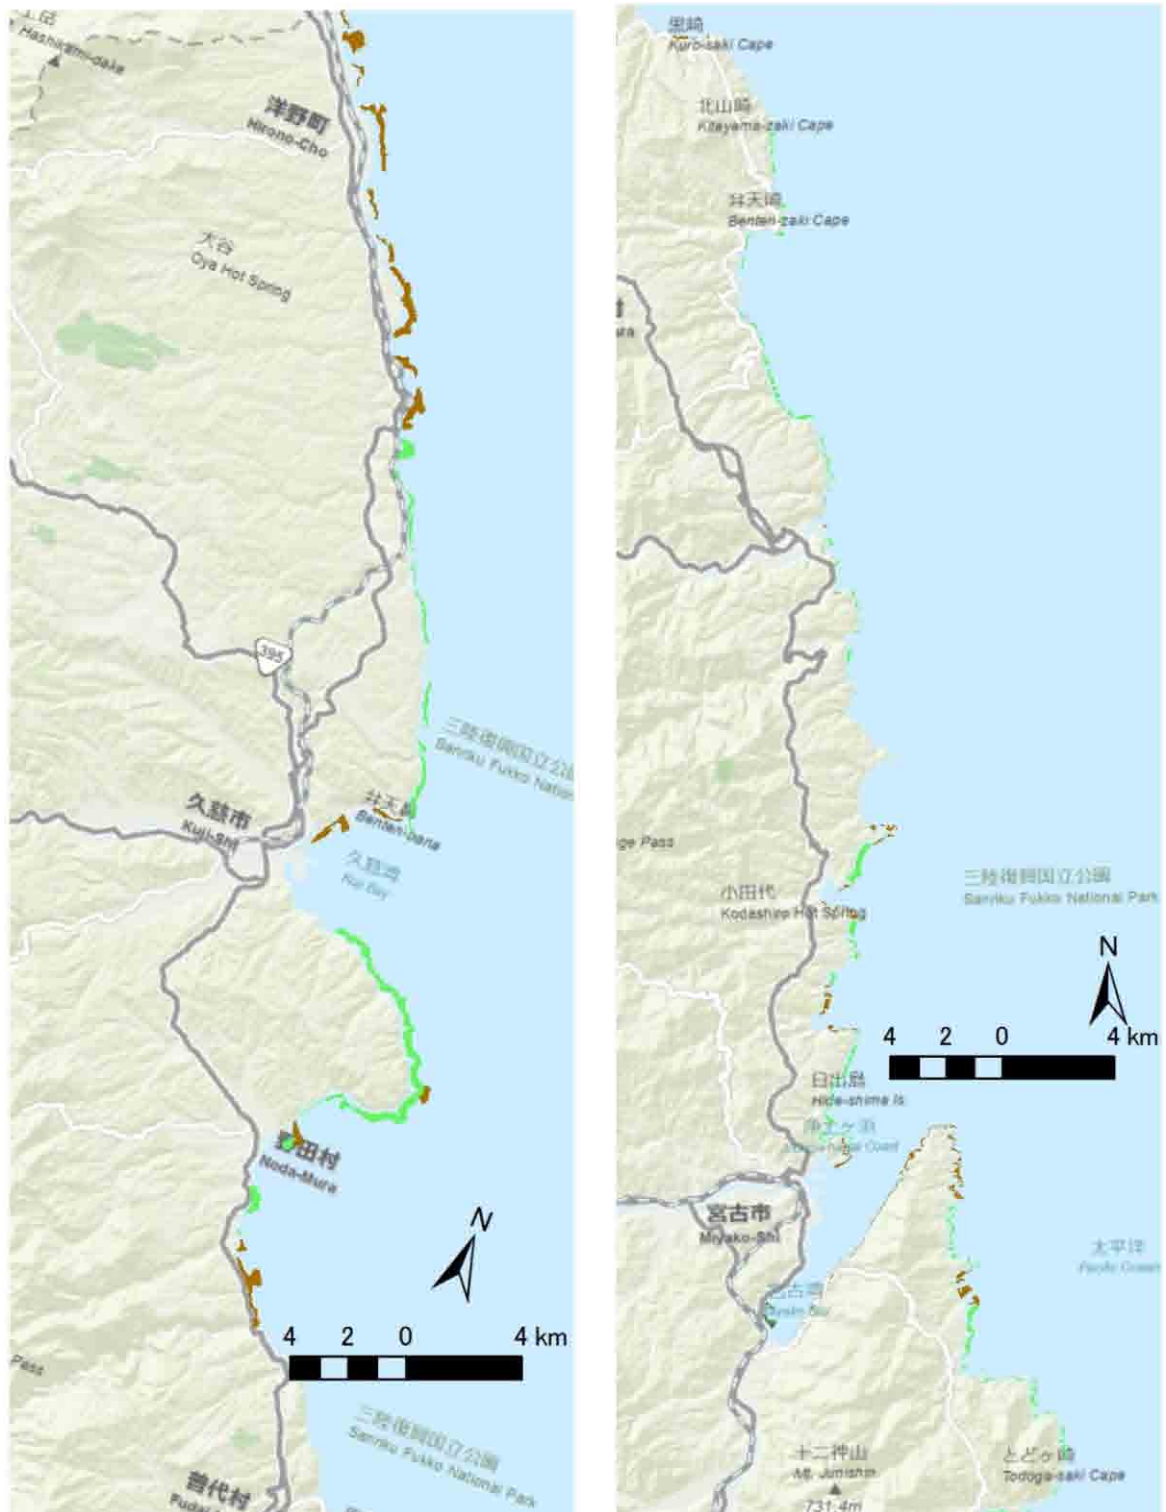 Hashikami-dake
洋野町
Hirono-Cho
大谷
Oya Hot Spring
395
三陸復興国立公
Sanriku Fukko Nation
久慈市
Kuji-Shi
弁天
Benten-bana
久慈湾
Kuji Bay
野田村
Noda-Mura
N
4 2 0 4 km
Pass
三陸復興国立公園
Sanriku Fukko National Park
普代村
黒崎
Kuro-saki Cape
北山崎
Kitayama-zaki Cape
弁天崎
Benten-zaki Cape
村
ura
ge Pass
小田代
Kodashiro Hot Spring
三陸復興国立公園
Sanriku Fukko National Park
N
4 2 0 4 km
日出島
Hide-shima Is.
浄土ヶ浜
Coast
宮古市
Miyako-Shi
太平洋
Pacific Ocean
宮古湾
十二神山
Mt. Junishin
731.4m
とどヶ崎
Todoga-saki Cape